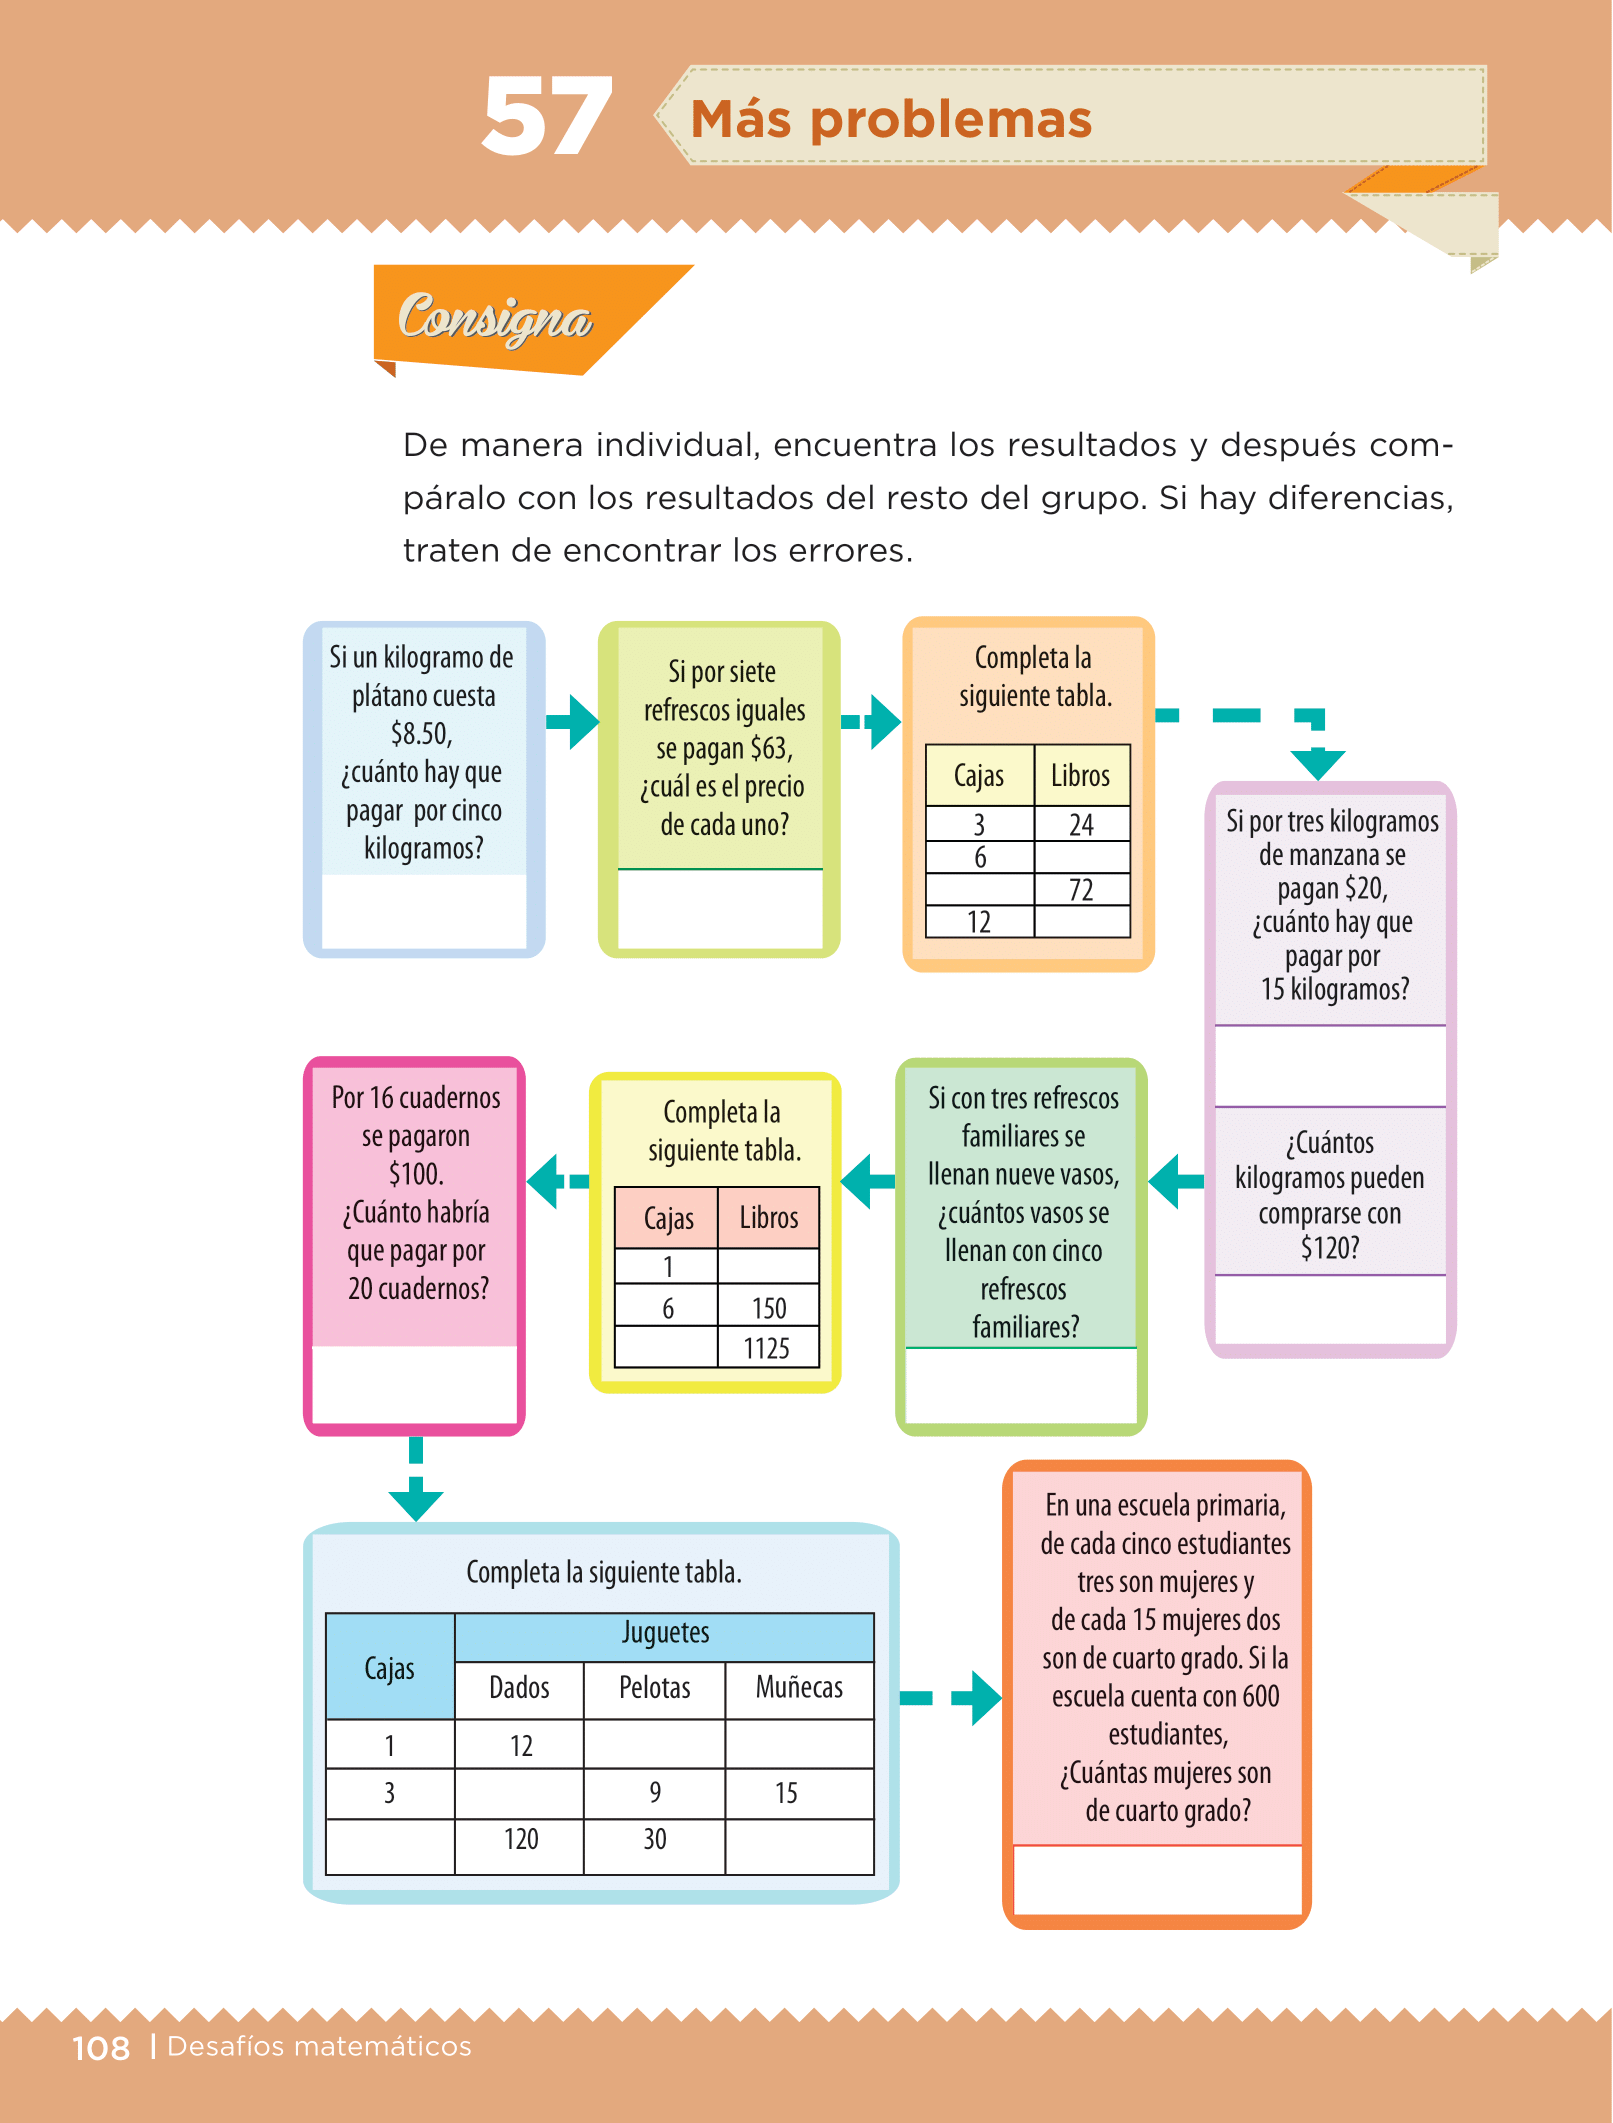 57
Más problemas
Consigna
De manera individual, encuentra los resultados y después com-
páralo con los resultados del resto del grupo. Si hay diferencias,
traten de encontrar los errores.
Si un kilogramo de
plátano cuesta
$8.50,
¿cuánto hay que
pagar por cinco
kilogramos?
Si por siete
refrescos iguales
se pagan $63,
¿cuál es el precio
de cada uno?
Completa la
siguiente tabla.
Cajas Libros
3 24
6
72
12
Si por tres kilogramos
de manzana se
pagan $20,
¿cuánto hay que
pagar por
15 kilogramos?
¿Cuántos
kilogramos pueden
comprarse con
$120?
Si con tres refrescos
familiares se
llenan nueve vasos,
¿cuántos vasos se
llenan con cinco
refrescos
familiares?
Completa la
siguiente tabla.
Cajas Libros
1
6 150
1125
Por 16 cuadernos
se pagaron
$100.
¿Cuánto habría
que pagar por
20 cuadernos?
Completa la siguiente tabla.
Cajas Juguetes
Dados Pelotas Muñecas
1 12
3 9 15
120 30
En una escuela primaria,
de cada cinco estudiantes
tres son mujeres y
de cada 15 mujeres dos
son de cuarto grado. Si la
escuela cuenta con 600
estudiantes,
¿Cuántas mujeres son
de cuarto grado?
108 | Desafíos matemáticos